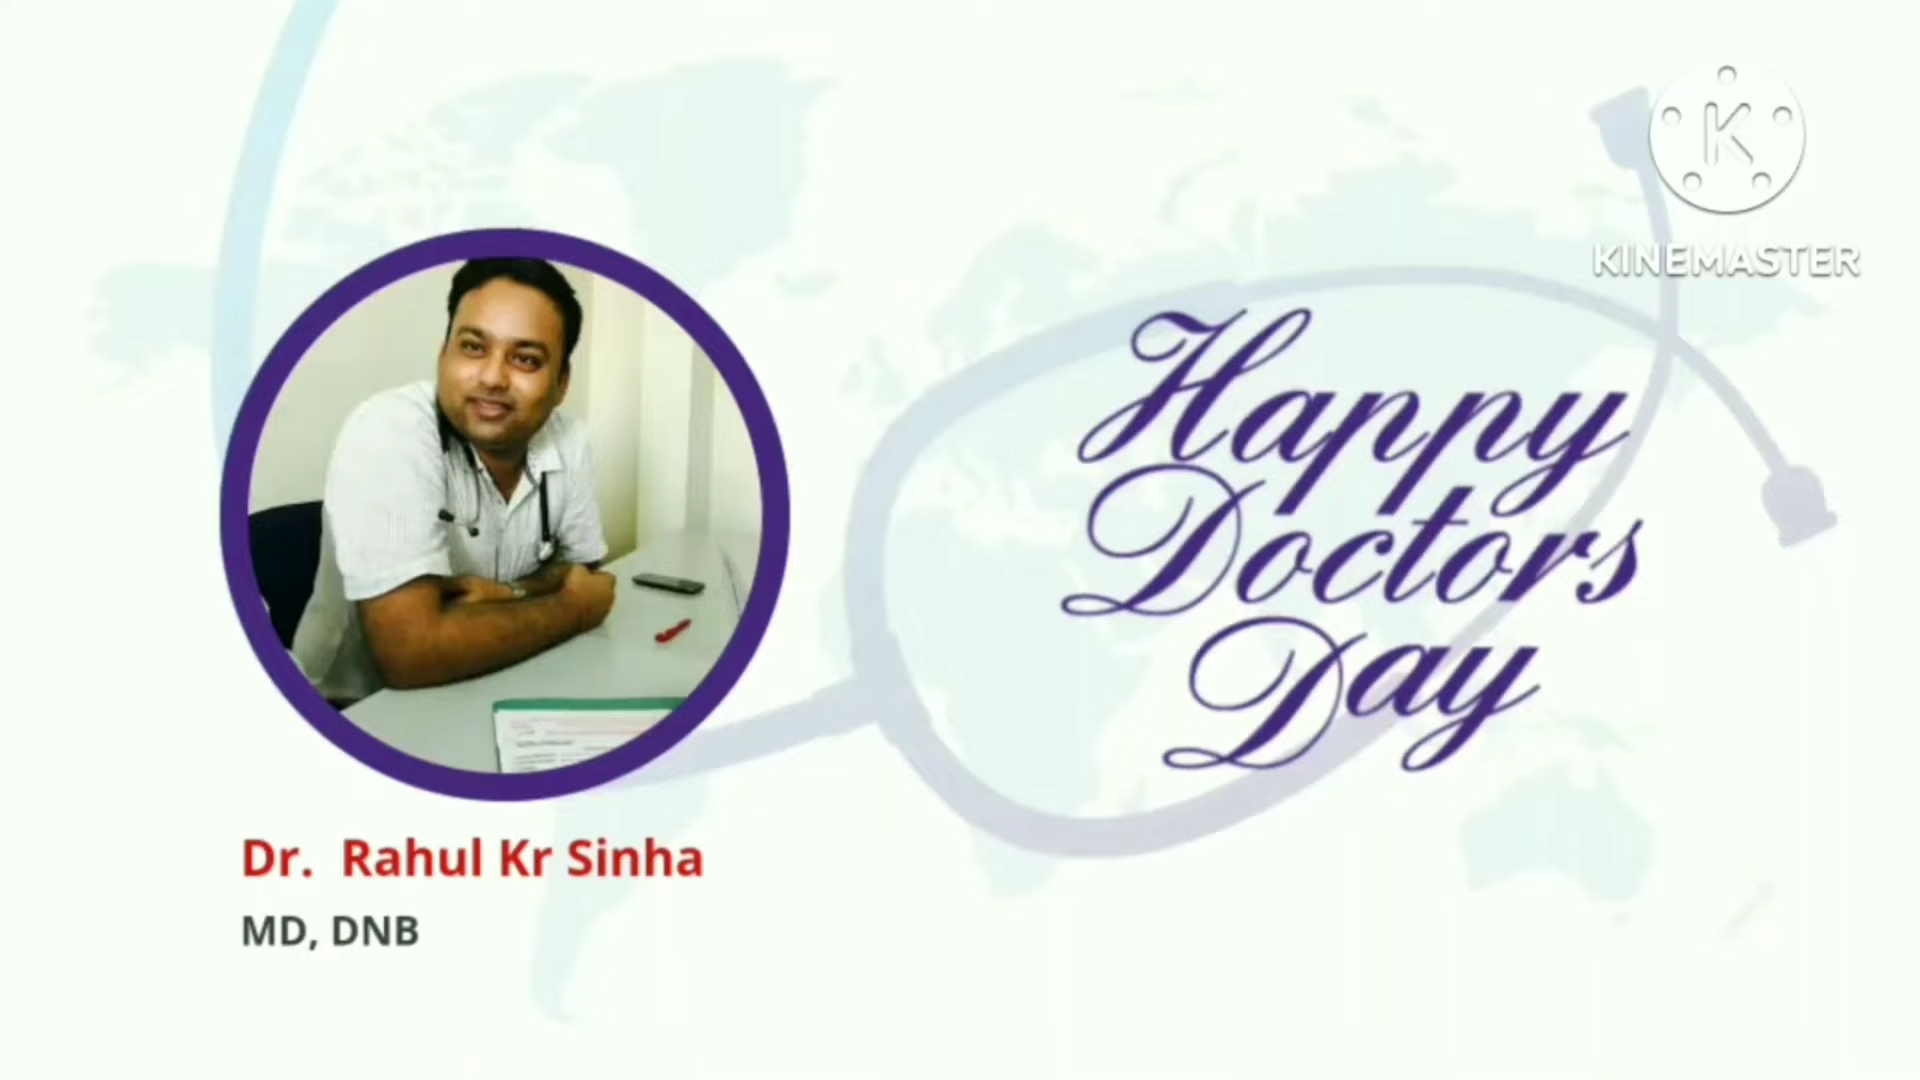 K
KINEMASTER
Happy
Doctors
Day
Dr. Rahul Kr Sinha
MD, DNB